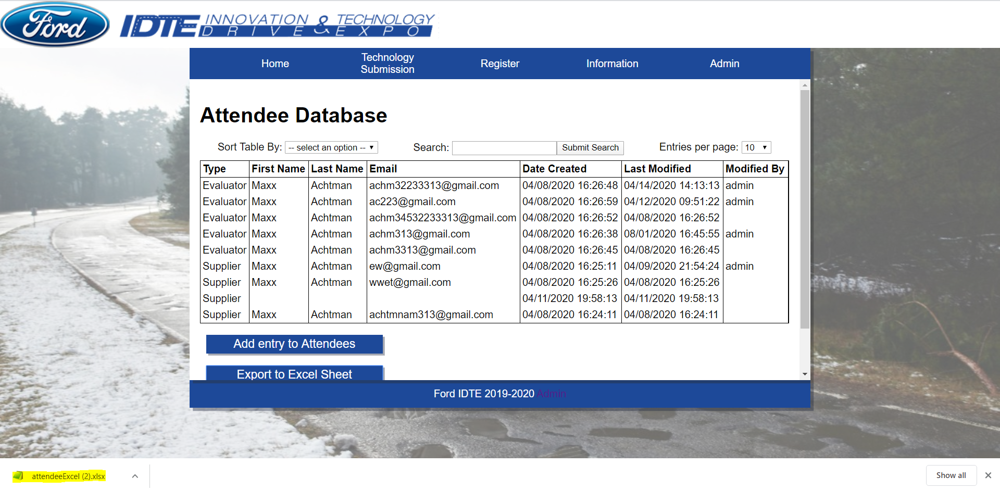 Ford IDTE INNOVATION & TECHNOLOGY
DRIVE & EXPO
Home Technology Submission Register Information Admin
Attendee Database
Sort Table By: -- select an option -- Search: Submit Search Entries per page: 10
Type First Name Last Name Email Date Created Last Modified Modified By
Evaluator Maxx Achtman achm32233313@gmail.com 04/08/2020 16:26:48 04/14/2020 14:13:13 admin
Evaluator Maxx Achtman ac223@gmail.com 04/08/2020 16:26:59 04/12/2020 09:51:22 admin
Evaluator Maxx Achtman achm34532233313@gmail.com 04/08/2020 16:26:52 04/08/2020 16:26:52
Evaluator Maxx Achtman achm313@gmail.com 04/08/2020 16:26:38 08/01/2020 16:45:55 admin
Evaluator Maxx Achtman achm3313@gmail.com 04/08/2020 16:26:45 04/08/2020 16:26:45
Supplier Maxx Achtman ew@gmail.com 04/08/2020 16:25:11 04/09/2020 21:54:24 admin
Supplier Maxx Achtman wwet@gmail.com 04/08/2020 16:25:26 04/08/2020 16:25:26
Supplier 04/11/2020 19:58:13 04/11/2020 19:58:13
Supplier Maxx Achtman achtmnam313@gmail.com 04/08/2020 16:24:11 04/08/2020 16:24:11
Add entry to Attendees
Export to Excel Sheet
Ford IDTE 2019-2020 Admin
attendeeExcel (2).xlsx Show all